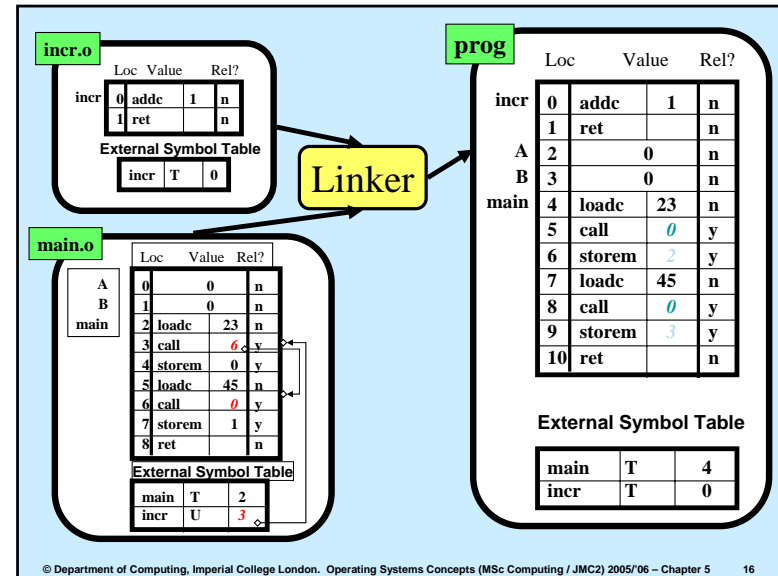 incr.o
Loc Value Rel?
incr 0 addc 1 n
1 ret n
External Symbol Table
incr T 0
Linker
main.o
Loc Value Rel?
A 0 0 n
B 1 0 n
main 2 loadc 23 n
3 call 6 y
4 storem 0 y
5 loadc 45 n
6 call 0 y
7 storem 1 y
8 ret n
External Symbol Table
main T 2
incr U 3
prog
Loc Value Rel?
incr 0 addc 1 n
1 ret n
A 2 0 n
B 3 0 n
main 4 loadc 23 n
5 call 0 y
6 storem 2 y
7 loadc 45 n
8 call 0 y
9 storem 3 y
10 ret n
External Symbol Table
main T 4
incr T 0
© Department of Computing, Imperial College London. Operating Systems Concepts (MSc Computing / JMC2) 2005/'06 – Chapter 5 16